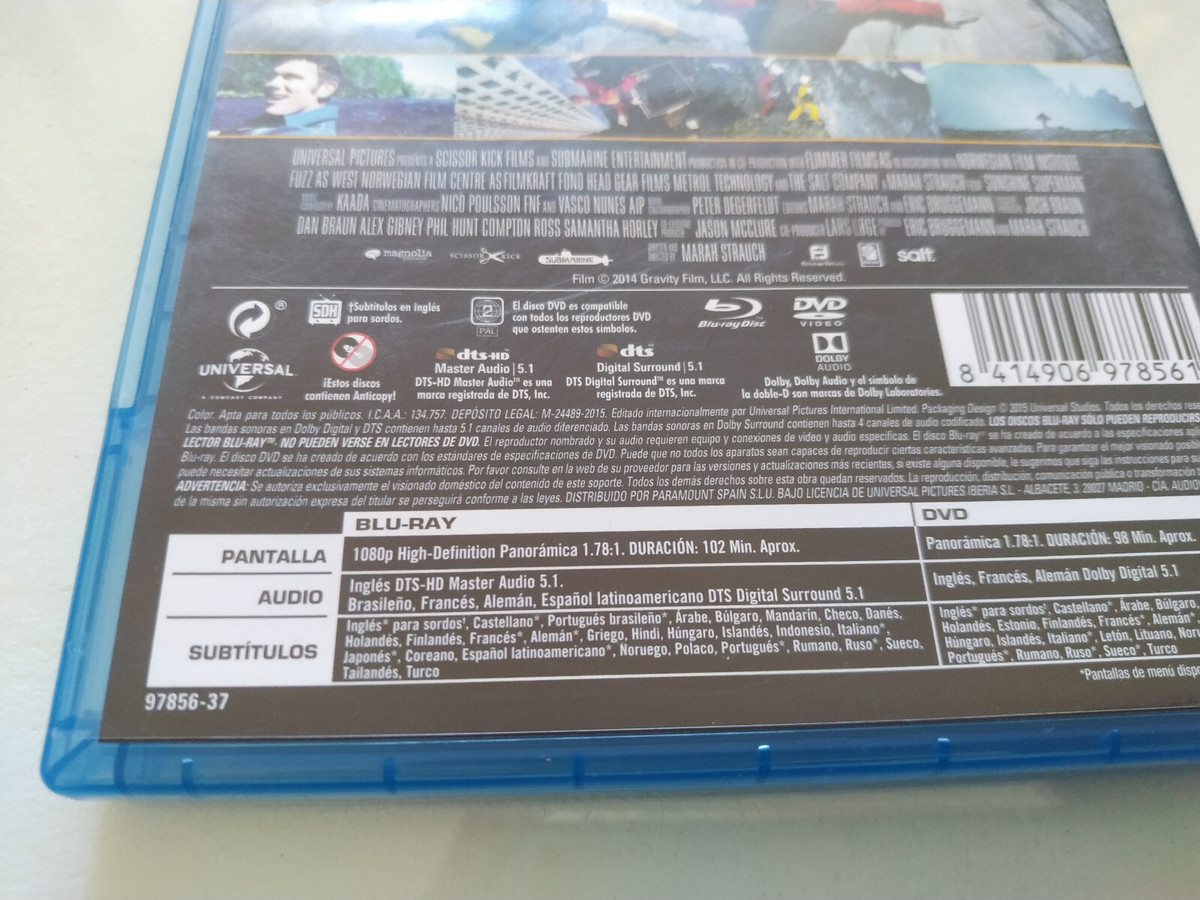 UNIVERSAL PICTURES PRESENTS A SCISSOR KICK FILMS AND SUBMARINE ENTERTAINMENT
FUZZ AS WEST NORWEGIAN FILM CENTRE AS FILMKRAFT FOND HEAD GEAR FILMS METROL TECHNOLOGY AND THE SALT COMPANY A MARAH STRAUCH FILM "SUNSHINE SUPERMAN"
KAADA CINEMATOGRAPHERS NICO POULSSON FNF AND VASCO NUNES AIP PETER DEGERFELDT MARAH STRAUCH AND ERIC BRUGGEMANN JOSH BRAUN
DAN BRAUN ALEX GIBNEY PHIL HUNT COMPTON ROSS SAMANTHA HORLEY JASON MCCLURE CO-PRODUCER ERIC BRUGGEMANN AND MARAH STRAUCH
magnolia pictures SCISSOR KICK SUBMARINE WRITTEN AND DIRECTED BY MARAH STRAUCH salt
Film © 2014 Gravity Film, LLC. All Rights Reserved.
®
SDH
†Subtítulos en inglés
para sordos.
2
PAL
El disco DVD es compatible
con todos los reproductores DVD
que ostenten estos símbolos.
Blu-ray Disc
DVD
VIDEO
UNIVERSAL
A COMCAST COMPANY
¡Estos discos
contienen Anticopy!
dts-HD
Master Audio | 5.1
DTS-HD Master Audio™ es una
marca registrada de DTS, Inc.
dts
Digital Surround | 5.1
DTS Digital Surround™ es una marca
registrada de DTS, Inc.
DOLBY
AUDIO
Dolby, Dolby Audio y el símbolo de
la doble-D son marcas de Dolby Laboratories.
8 414906 978561
Color. Apta para todos los públicos. I.C.A.A.: 134.757. DEPÓSITO LEGAL: M-24489-2015. Editado internacionalmente por Universal Pictures International Limited. Packaging Design © 2015 Universal Studios. Todos los derechos
Las bandas sonoras en Dolby Digital y DTS contienen hasta 5.1 canales de audio diferenciado. Las bandas sonoras en Dolby Surround contienen hasta 4 canales de audio codificado. LOS DISCOS BLU-RAY SOLO PUEDEN REPRODUCIRS
LECTOR BLU-RAY™. NO PUEDEN VERSE EN LECTORES DE DVD. El reproductor nombrado y su audio requieren equipo y conexiones de video y audio específicas. El disco Blu-ray™ se ha creado de acuerdo a las especificaciones
Blu-ray. El disco DVD se ha creado de acuerdo con los estándares de especificaciones de DVD. Puede que no todos los aparatos sean capaces de reproducir ciertas características avanzadas. Para garantizar el mejor visionado
puede necesitar actualizaciones de sus sistemas informáticos. Por favor consulte en la web de su proveedor para las versiones y actualizaciones más recientes, si existe alguna disponible, le sugerimos que siga las instrucciones para
ADVERTENCIA: Se autoriza exclusivamente el visionado doméstico del contenido de este soporte. Todos los demás derechos sobre esta obra quedan reservados. La reproducción, distribución, comunicación pública o transformación
de la misma sin autorización expresa del titular se perseguirá conforme a las leyes. DISTRIBUIDO POR PARAMOUNT SPAIN S.L.U. BAJO LICENCIA DE UNIVERSAL PICTURES IBERIA S.L. - ALBACETE, 3. 28027 MADRID - CÍA. AUDIO
BLU-RAY DVD
PANTALLA 1080p High-Definition Panorámica 1.78:1. DURACIÓN: 102 Min. Aprox. Panorámica 1.78:1. DURACIÓN: 98 Min. Aprox.
AUDIO Inglés DTS-HD Master Audio 5.1. Inglés, Francés, Alemán Dolby Digital 5.1
Brasileño, Francés, Alemán, Español latinoamericano DTS Digital Surround 5.1
SUBTÍTULOS
Inglés* para sordos†, Castellano*, Portugués brasileño*, Árabe, Búlgaro, Mandarín, Checo, Danés,
Holandés, Finlandés, Francés*, Alemán*, Griego, Hindi, Húngaro, Islandés, Indonesio, Italiano*,
Japonés*, Coreano, Español latinoamericano*, Noruego, Polaco, Portugués*, Rumano, Ruso*, Sueco,
Tailandés, Turco
Inglés* para sordos†, Castellano*, Árabe, Búlgaro
Holandés, Estonio, Finlandés, Francés*, Alemán*
Húngaro, Islandés, Italiano*, Letón, Lituano, Nor
Portugués*, Rumano, Ruso*, Sueco*, Turco
*Pantallas de menú dispo
97856-37